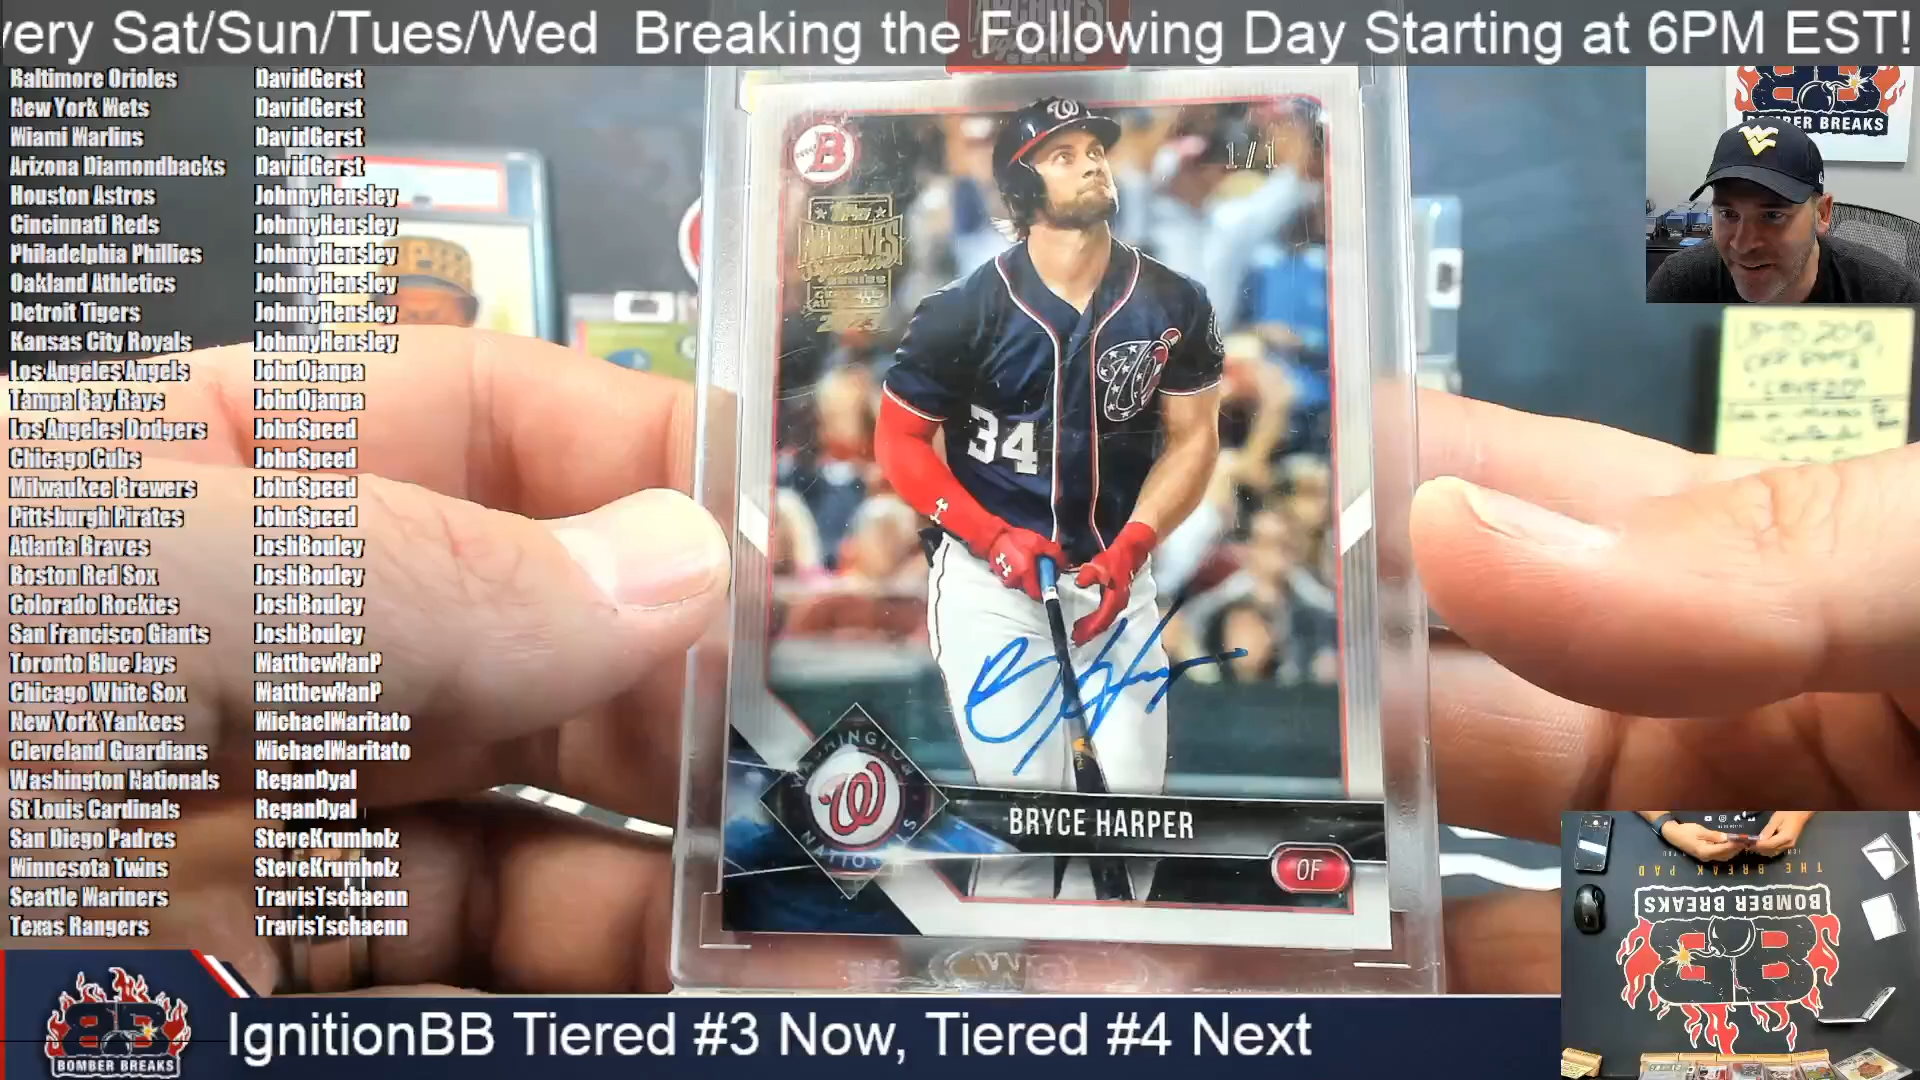 very Sat/Sun/Tues/Wed  Breaking the Following Day Starting at 6PM EST!
Baltimore Orioles DavidGerst
New York Mets DavidGerst
Miami Marlins DavidGerst
Arizona Diamondbacks DavidGerst
Houston Astros JohnnyHensley
Cincinnati Reds JohnnyHensley
Philadelphia Phillies JohnnyHensley
Oakland Athletics JohnnyHensley
Detroit Tigers JohnnyHensley
Kansas City Royals JohnnyHensley
Los Angeles Angels JohnOjanpa
Tampa Bay Rays JohnOjanpa
Los Angeles Dodgers JohnSpeed
Chicago Cubs JohnSpeed
Milwaukee Brewers JohnSpeed
Pittsburgh Pirates JohnSpeed
Atlanta Braves JoshBouley
Boston Red Sox JoshBouley
Colorado Rockies JoshBouley
San Francisco Giants JoshBouley
Toronto Blue Jays MatthewVanP
Chicago White Sox MatthewVanP
New York Yankees MichaelMaritato
Cleveland Guardians MichaelMaritato
Washington Nationals ReganDyal
St Louis Cardinals ReganDyal
San Diego Padres SteveKrumholz
Minnesota Twins SteveKrumholz
Seattle Mariners TravisTschaenn
Texas Rangers TravisTschaenn
ARCHIVES
SERIES
B
W
1/1
Topps
ARCHIVES
Signature
SERIES
34
WASHINGTON
W
NATIONALS
BRYCE HARPER
OF
WV
BOMBER BREAKS
THE BREAK PAD
BOMBER BREAKS
BB
BB
BOMBER BREAKS
IgnitionBB Tiered #3 Now, Tiered #4 Next